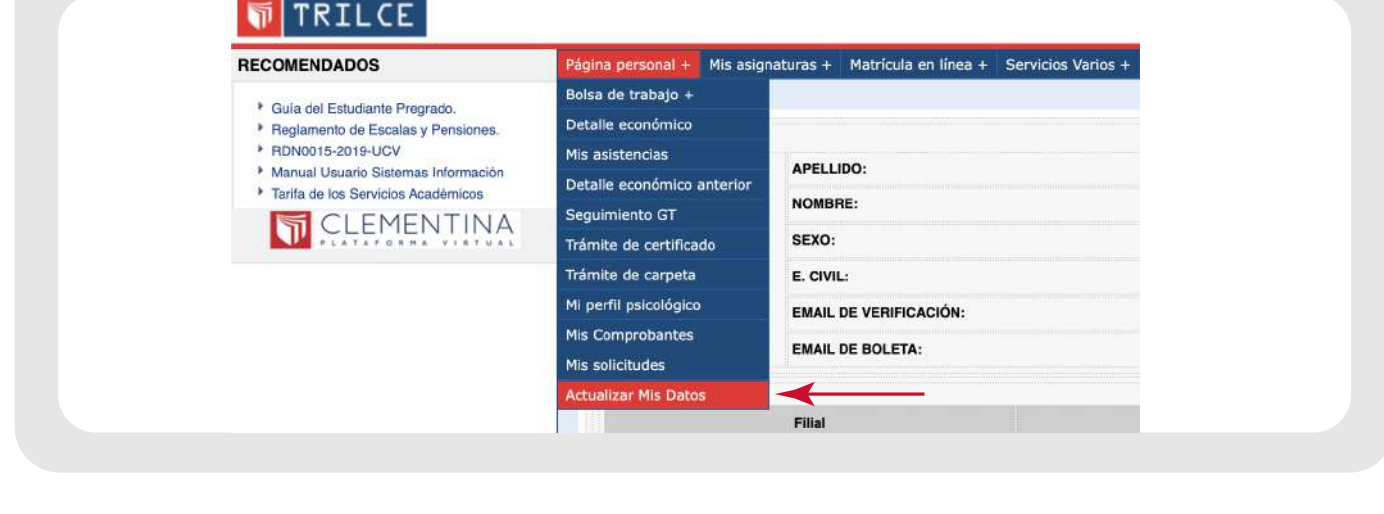 TRILCE
RECOMENDADOS
Guía del Estudiante Pregrado.
Reglamento de Escalas y Pensiones.
RDN0015-2019-UCV
Manual Usuario Sistemas Información
Tarifa de los Servicios Académicos
CLEMENTINA
PLATAFORMA VIRTUAL
Página personal + Mis asignaturas + Matrícula en línea + Servicios Varios +
Bolsa de trabajo +
Detalle económico
Mis asistencias
Detalle económico anterior
Seguimiento GT
Trámite de certificado
Trámite de carpeta
Mi perfil psicológico
Mis Comprobantes
Mis solicitudes
Actualizar Mis Datos
APELLIDO:
NOMBRE:
SEXO:
E. CIVIL:
EMAIL DE VERIFICACIÓN:
EMAIL DE BOLETA:
Filial